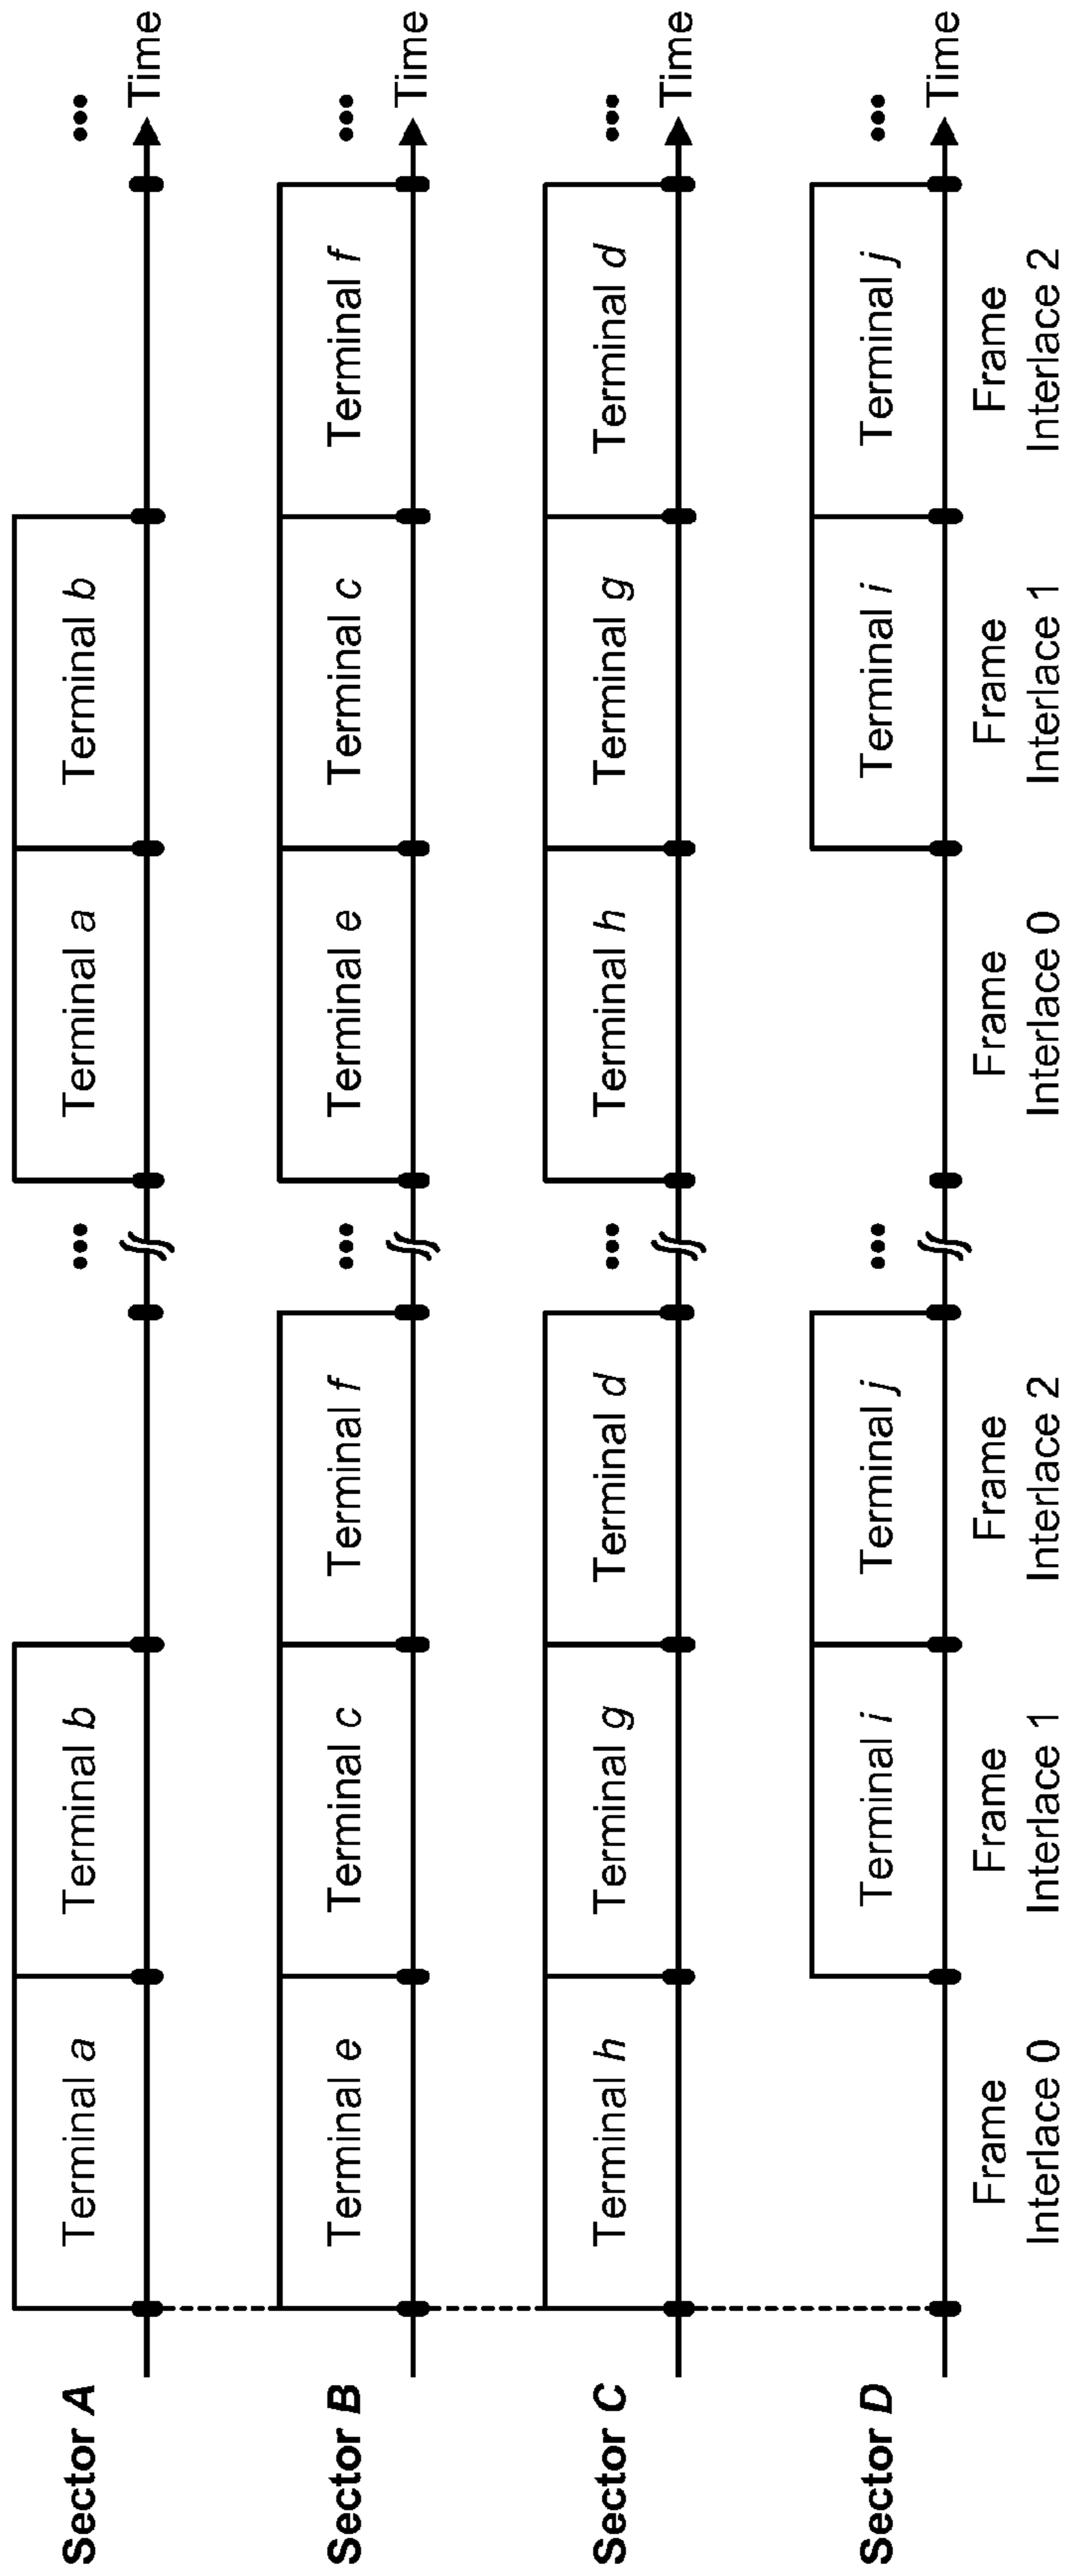 Sector A
Terminal a
Terminal b
•••
Terminal a
Terminal b
•••
Time
Sector B
Terminal e
Terminal c
Terminal f
•••
Terminal e
Terminal c
Terminal f
•••
Time
Sector C
Terminal h
Terminal g
Terminal d
•••
Terminal h
Terminal g
Terminal d
•••
Time
Sector D
Terminal i
Terminal j
•••
Terminal i
Terminal j
•••
Time
Frame
Interlace 0
Frame
Interlace 1
Frame
Interlace 2
Frame
Interlace 0
Frame
Interlace 1
Frame
Interlace 2